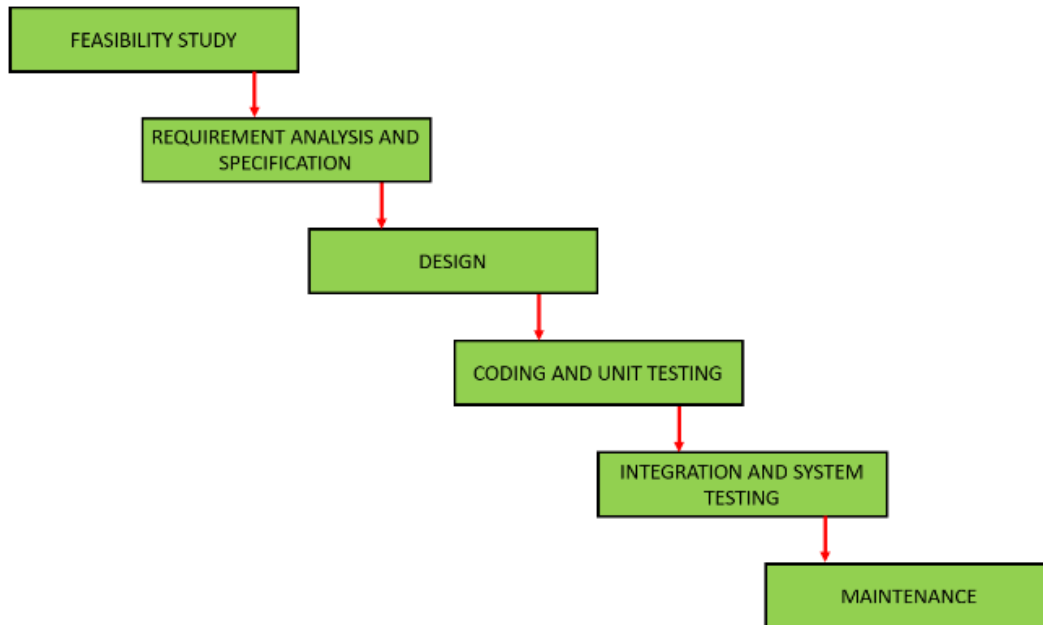 FEASIBILITY STUDY
REQUIREMENT ANALYSIS AND
SPECIFICATION
DESIGN
CODING AND UNIT TESTING
INTEGRATION AND SYSTEM
TESTING
MAINTENANCE